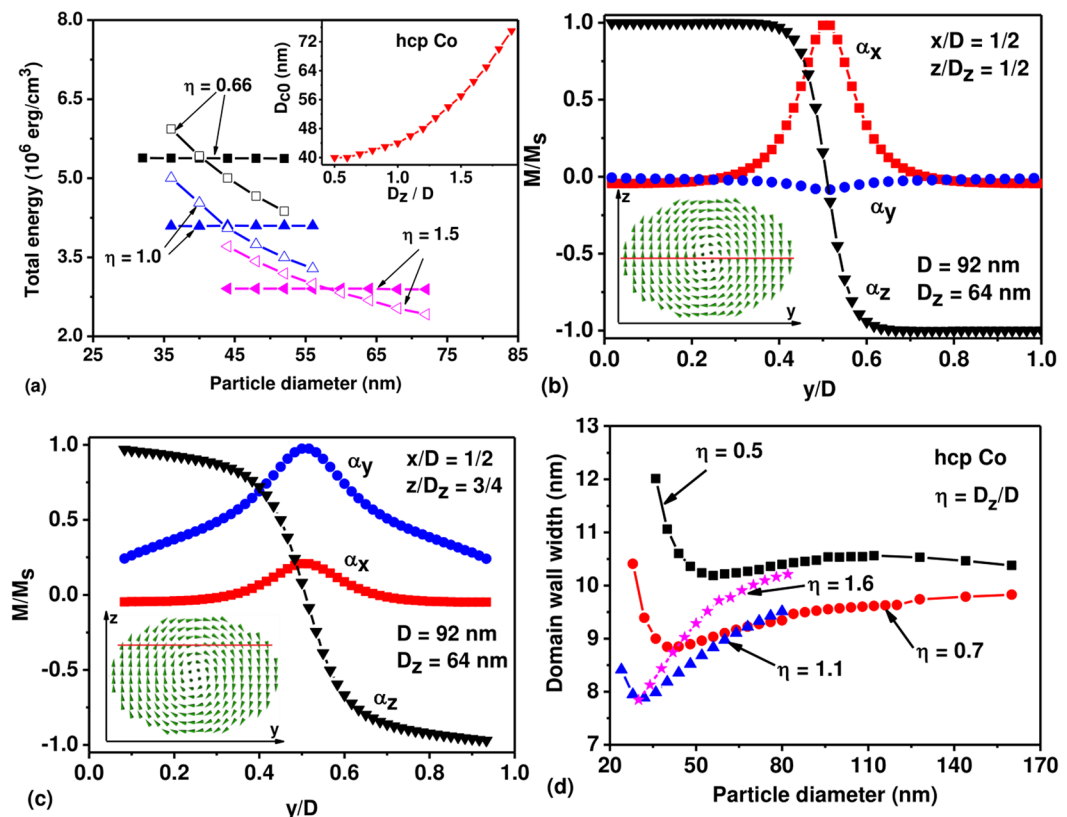 8.0
6.5
5.0
3.5
2.0
25
35
45
55
65
75
85
Total energy (10⁶ erg/cm³)
Particle diameter (nm)
η = 0.66
η = 1.0
η = 1.5
hcp Co
72
64
56
48
40
D_c0 (nm)
0.5
1.0
1.5
D_z / D
(a)
1.0
0.5
0.0
-0.5
-1.0
0.0
0.2
0.4
0.6
0.8
1.0
M/M_s
y/D
α_x
x/D = 1/2
z/D_z = 1/2
α_y
α_z
D = 92 nm
D_z = 64 nm
z
y
(b)
1.0
0.5
0.0
-0.5
-1.0
0.0
0.2
0.4
0.6
0.8
1.0
M/M_s
y/D
α_y
x/D = 1/2
z/D_z = 3/4
α_x
D = 92 nm
D_z = 64 nm
α_z
z
y
(c)
13
12
11
10
9
8
7
20
50
80
110
140
170
Domain wall width (nm)
Particle diameter (nm)
η = 0.5
hcp Co
η = D_z/D
η = 1.6
η = 0.7
η = 1.1
(d)